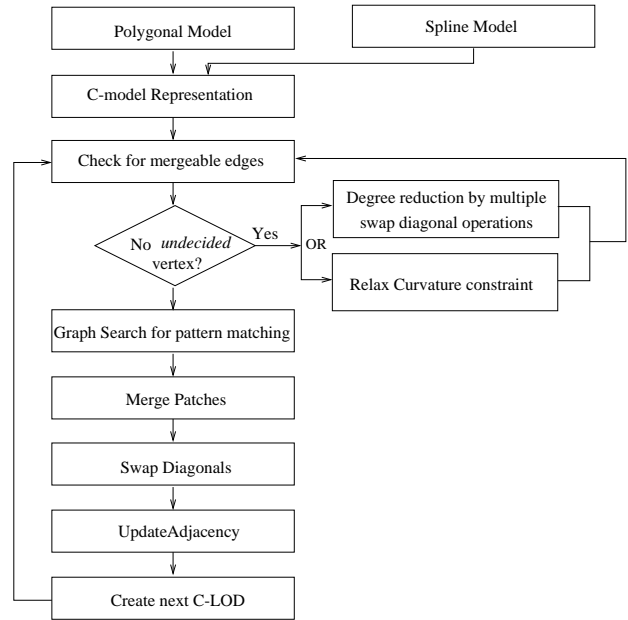 Polygonal Model
Spline Model
C-model Representation
Check for mergeable edges
Degree reduction by multiple
swap diagonal operations
No undecided
vertex?
Yes
OR
Relax Curvature constraint
Graph Search for pattern matching
Merge Patches
Swap Diagonals
UpdateAdjacency
Create next C-LOD